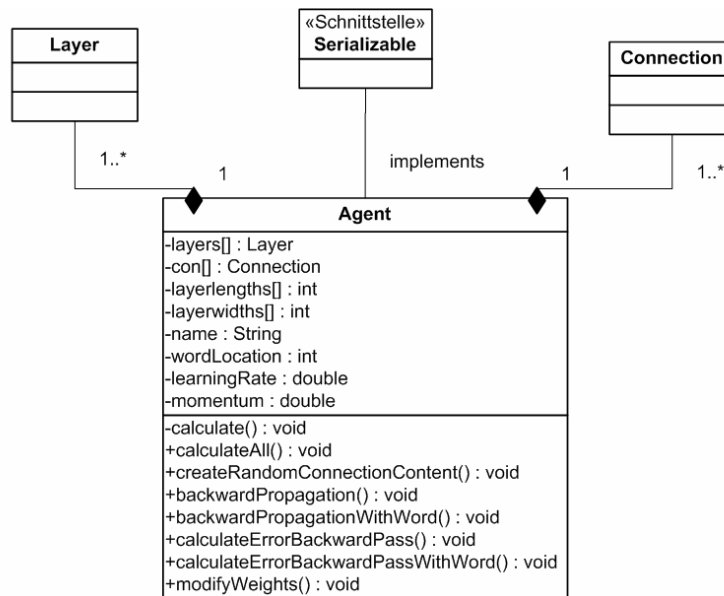 Layer
«Schnittstelle»
Serializable
Connection
1..*
1
implements
1
1..*
Agent
-layers[] : Layer
-con[] : Connection
-layerlengths[] : int
-layerwidths[] : int
-name : String
-wordLocation : int
-learningRate : double
-momentum : double
-calculate() : void
+calculateAll() : void
+createRandomConnectionContent() : void
+backwardPropagation() : void
+backwardPropagationWithWord() : void
+calculateErrorBackwardPass() : void
+calculateErrorBackwardPassWithWord() : void
+modifyWeights() : void